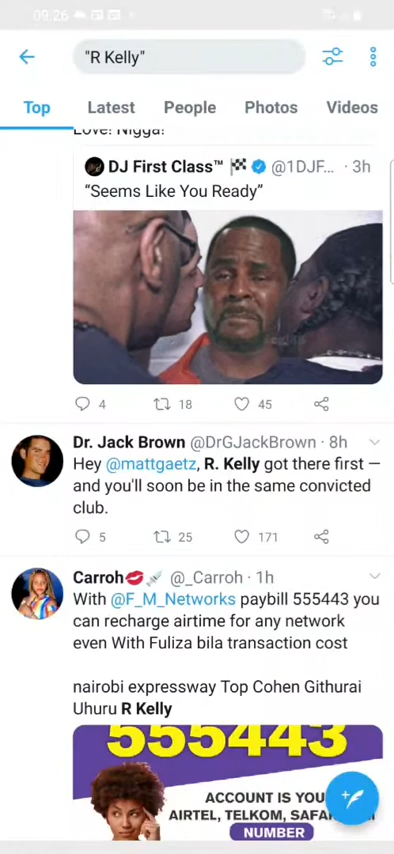 09:26
"R Kelly"
Top Latest People Photos Videos
Love! Nigga!
DJ First Class™ @1DJF... · 3h
“Seems Like You Ready”
4 18 45
Dr. Jack Brown @DrGJackBrown · 8h
Hey @mattgaetz, R. Kelly got there first —
and you'll soon be in the same convicted
club.
5 25 171
Carroh @_Carroh · 1h
With @F_M_Networks paybill 555443 you
can recharge airtime for any network
even With Fuliza bila transaction cost
nairobi expressway Top Cohen Githurai
Uhuru R Kelly
555443
ACCOUNT IS YOU
AIRTEL, TELKOM, SAFA
NUMBER